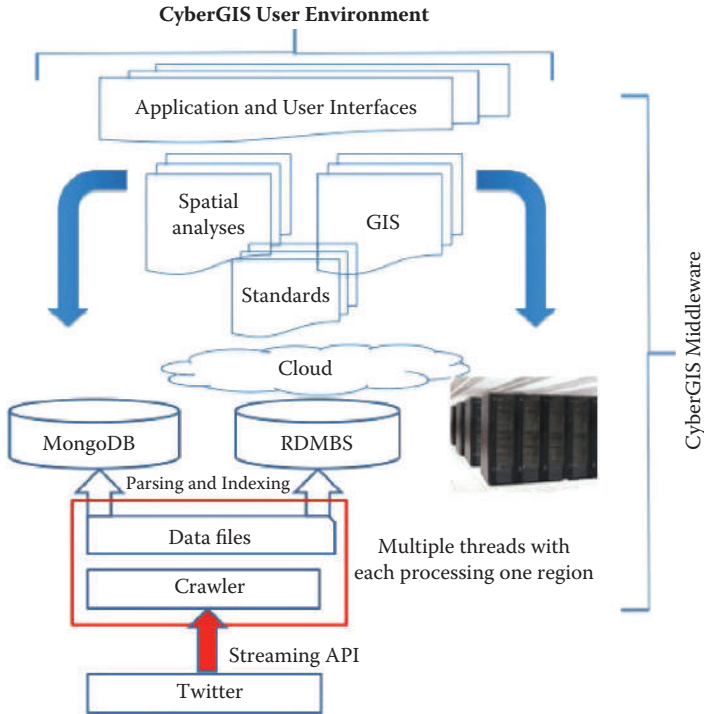 CyberGIS User Environment
Application and User Interfaces
Spatial
analyses
GIS
Standards
Cloud
MongoDB
RDMBS
Parsing and Indexing
Data files
Crawler
Multiple threads with
each processing one region
Streaming API
Twitter
CyberGIS Middleware